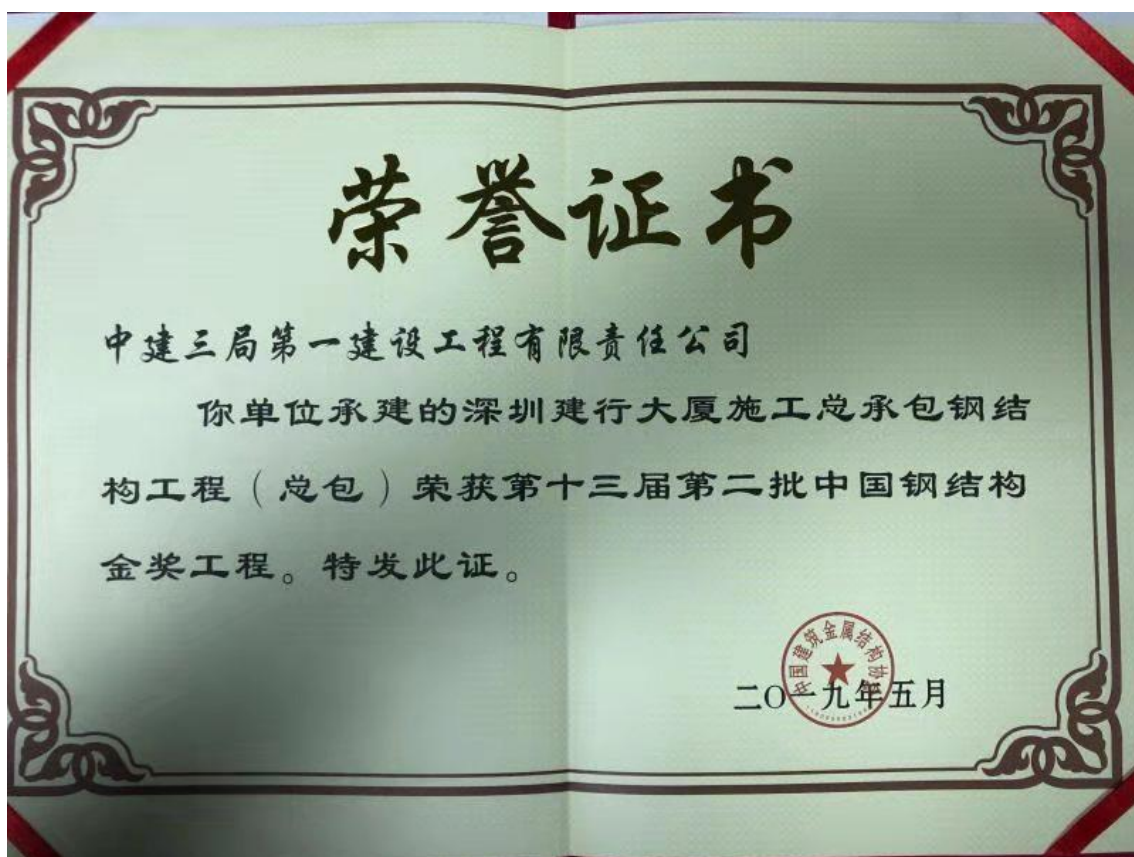 荣誉证书
中建三局第一建设工程有限责任公司
你单位承建的深圳建行大厦施工总承包钢结
构工程（总包）荣获第十三届第二批中国钢结构
金奖工程。特发此证。
中国建筑金属结构协会
二〇一九年五月